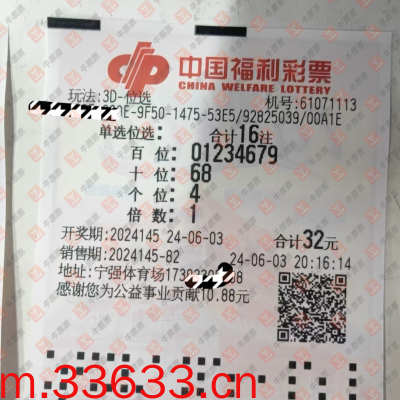 中国福利彩票
CHINA WELFARE LOTTERY
玩法:3D-位选 机号:61071113
-9F50-1475-53E5/92825039/00A1E
单选位选: 合计16注
百 位: 01234679
十 位: 68
个 位: 4
倍 数: 1
开奖期:2024145 24-06-03 合计32元
销售期:2024145-82 24-06-03 20:16:14
地址:宁强体育场
感谢您为公益事业贡献10.88元
m.33633.cn